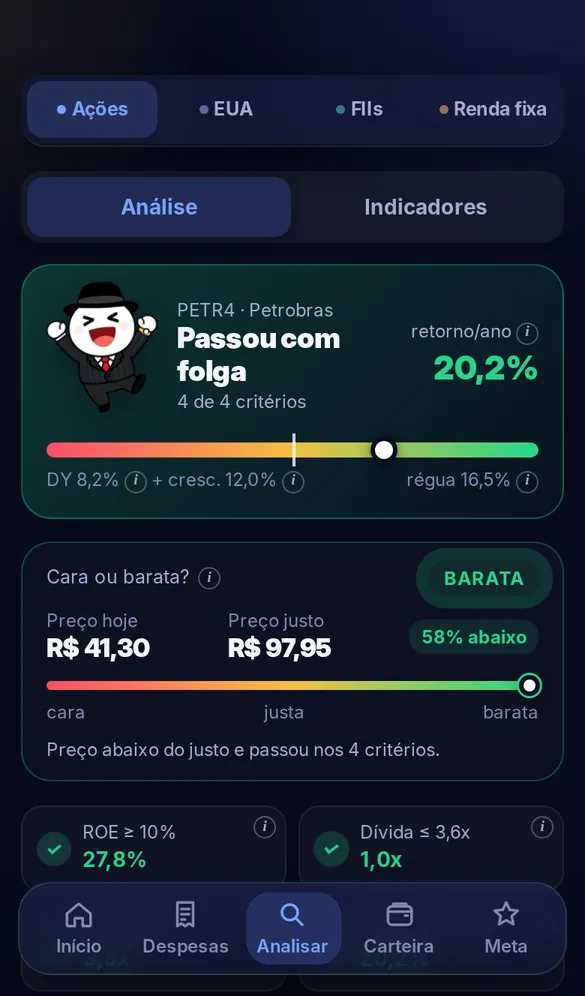 Ações
EUA
FIIs
Renda fixa
Análise
Indicadores
PETR4 · Petrobras
Passou com
folga
4 de 4 critérios
retorno/ano i
20,2%
DY 8,2% i + cresc. 12,0% i
régua 16,5% i
Cara ou barata? i
BARATA
Preço hoje
R$ 41,30
Preço justo
R$ 97,95
58% abaixo
cara
justa
barata
Preço abaixo do justo e passou nos 4 critérios.
ROE ≥ 10% i
27,8%
Dívida ≤ 3,6x i
1,0x
Início
Despesas
Analisar
Carteira
Meta